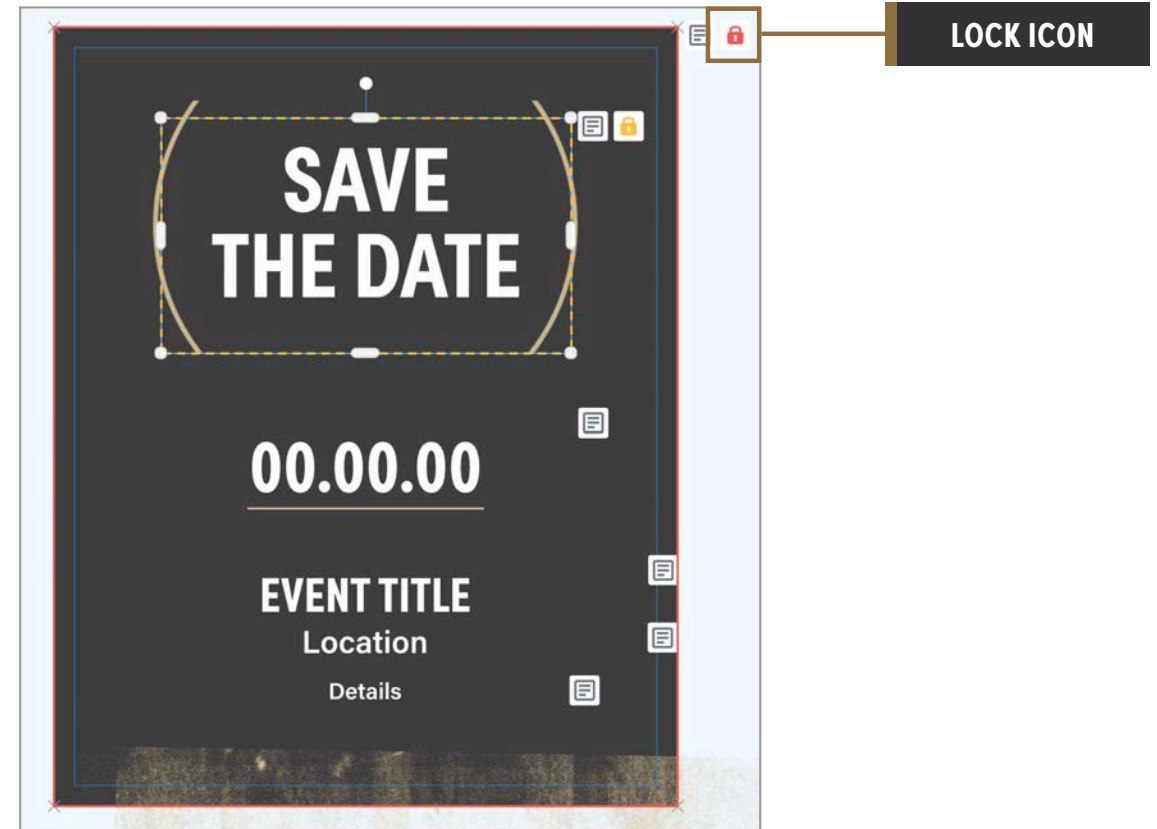 LOCK ICON
SAVE
THE DATE
00.00.00
EVENT TITLE
Location
Details